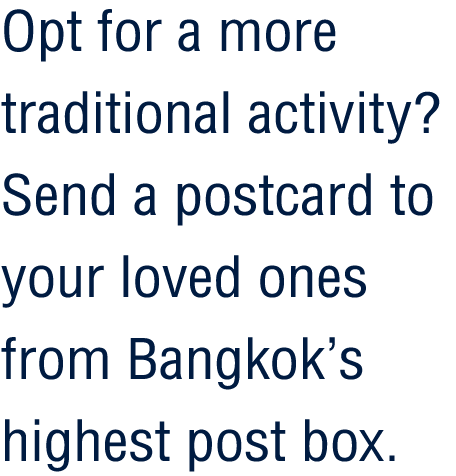 Opt for a more
traditional activity?
Send a postcard to
your loved ones
from Bangkok’s
highest post box.